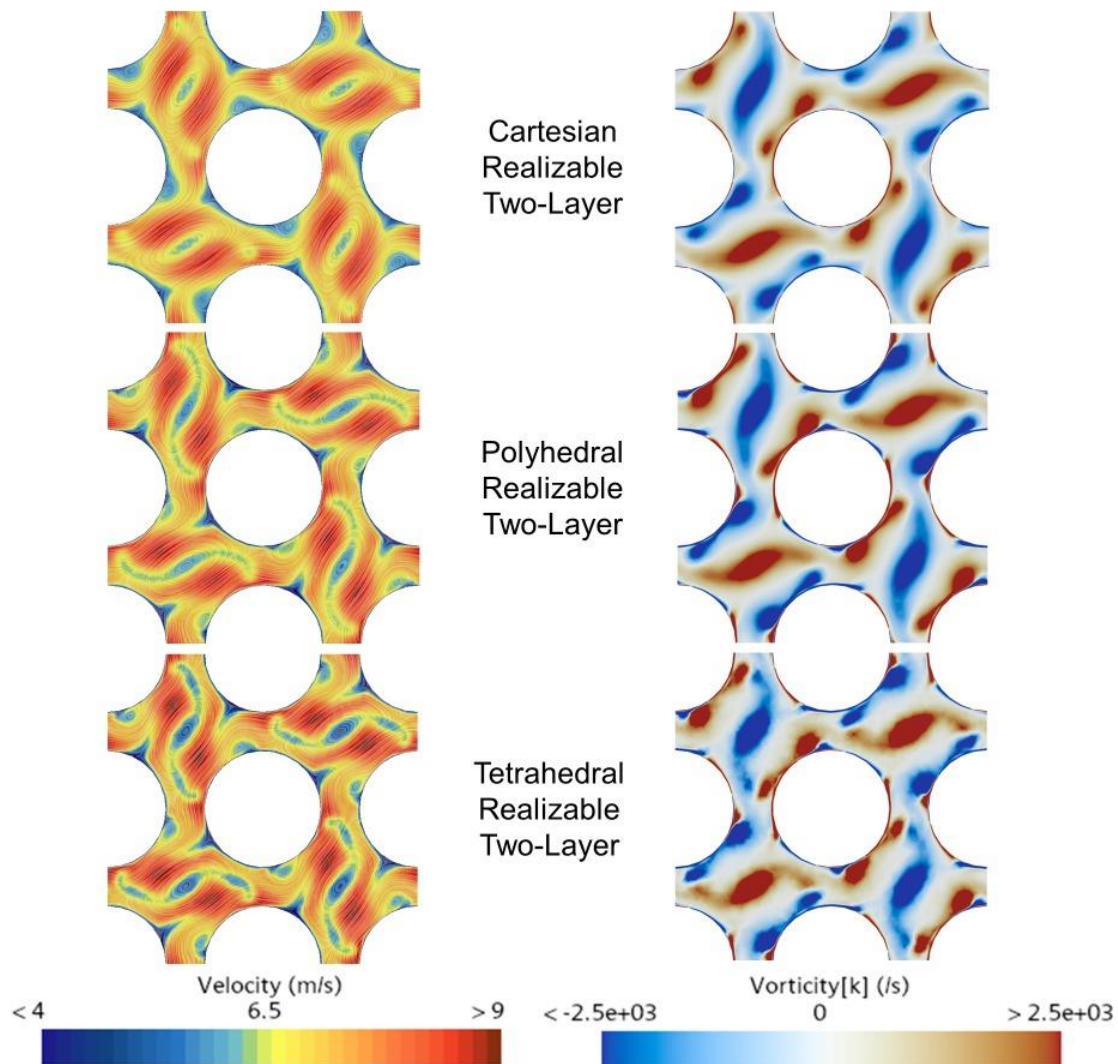 Cartesian
Realizable
Two-Layer
Polyhedral
Realizable
Two-Layer
Tetrahedral
Realizable
Two-Layer
Velocity (m/s)
< 4 6.5 > 9
Vorticity[k] (/s)
< -2.5e+03 0 > 2.5e+03